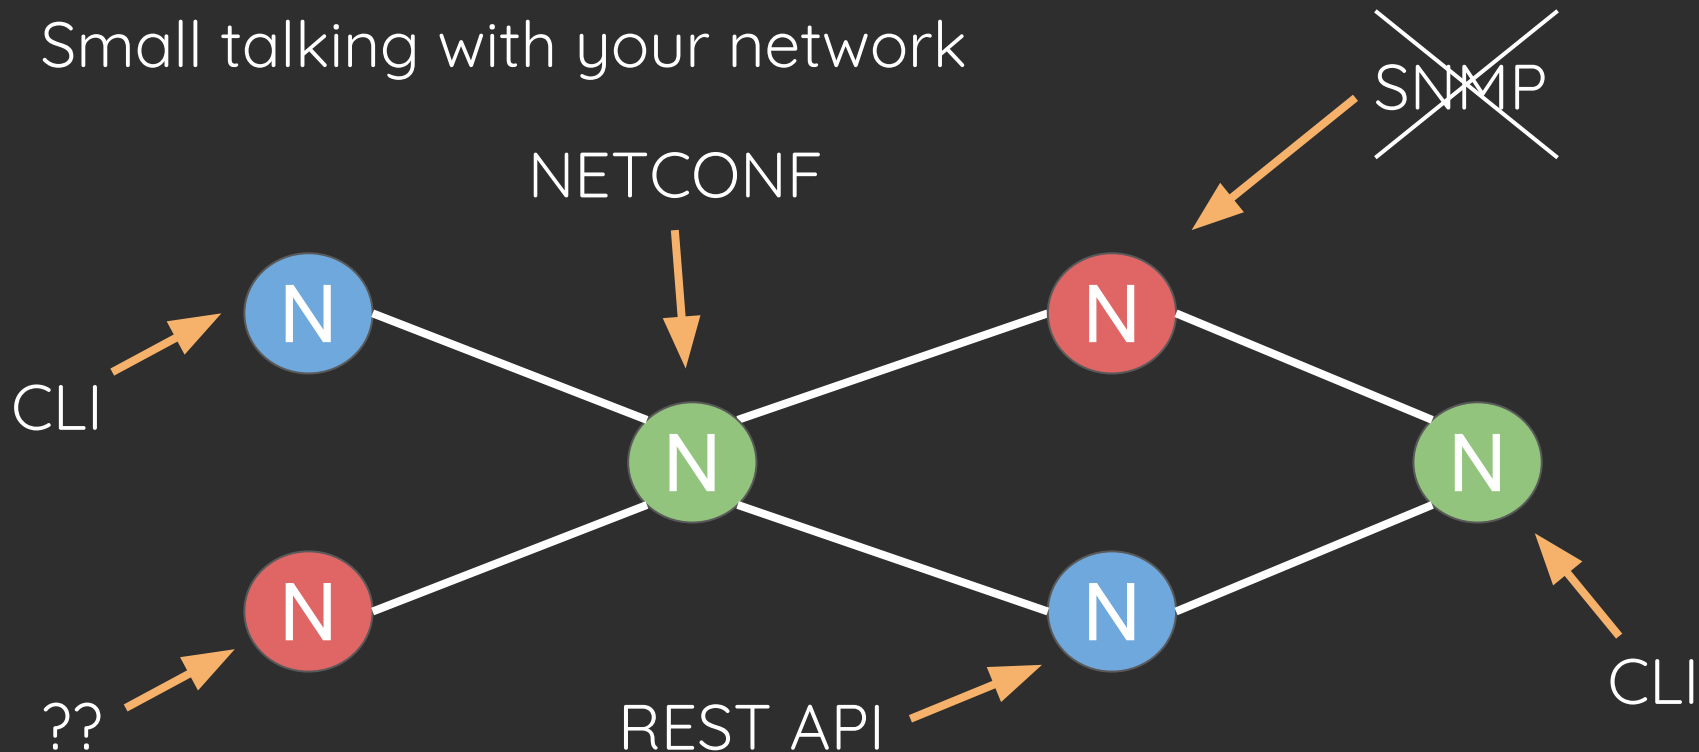 Small talking with your network
SNMP
NETCONF
N
N
CLI
N
N
N
N
??
REST API
CLI